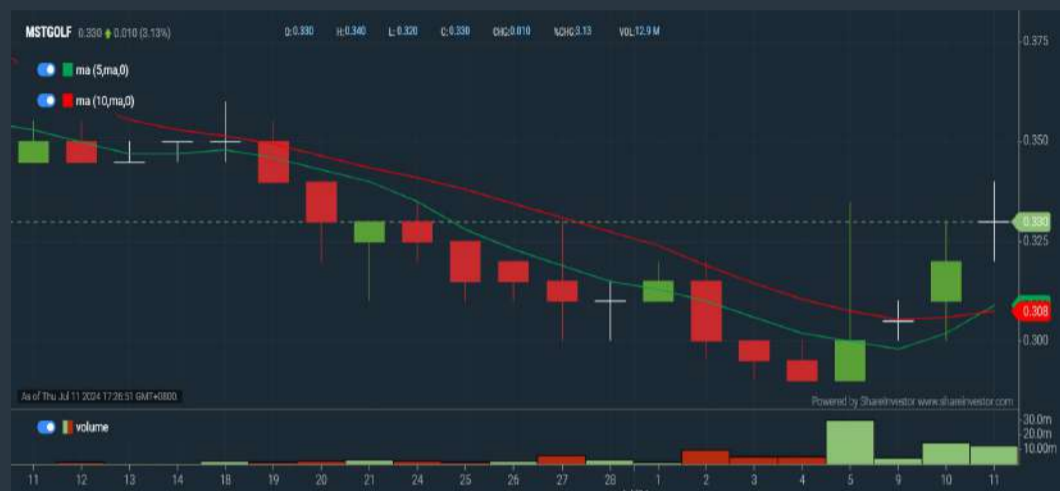 MSTGOLF 0.330 0.010 (3.13%) O:0.330 H:0.340 L:0.320 C:0.330 CHG:0.010 %CHG:3.13 VOL:12.9 M
0.375
ma (5,ma,0)
ma (10,ma,0)
0.350
0.330
0.325
0.308
0.300
As of Thu Jul 11 2024 17:26:51 GMT+0800. Powered by ShareInvestor www.shareinvestor.com
volume
30.0m
20.0m
10.00m
11 12 13 14 18 19 20 21 24 25 26 27 28 1 2 3 4 5 9 10 11